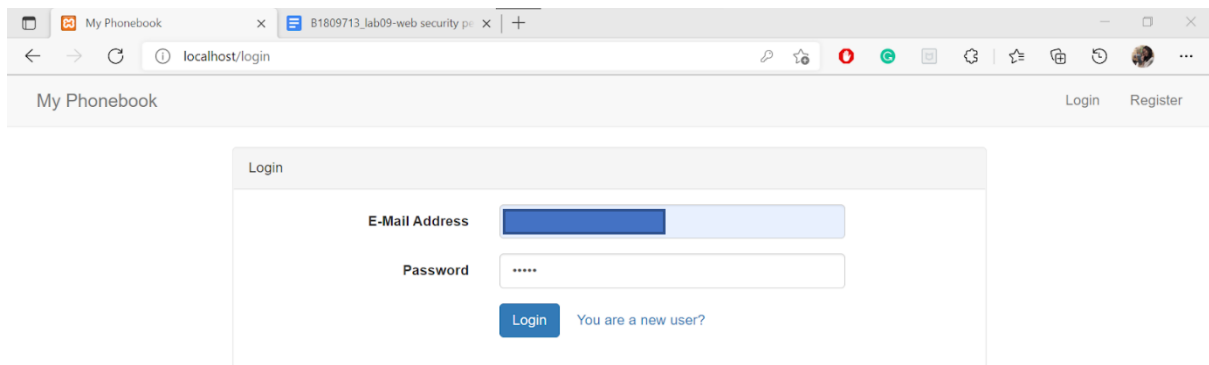 My Phonebook
B1809713_lab09-web security pe
localhost/login
My Phonebook
Login Register
Login
E-Mail Address
Password •••••
Login You are a new user?